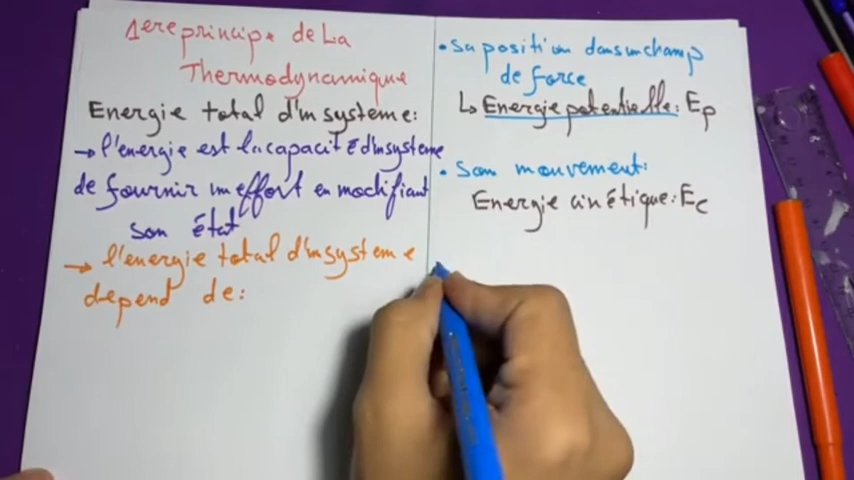 1ere principe de La
Thermodynamique
Energie total d'un systeme:
→ l'energie est la capacité d'un systeme
de fournir un effort en modifiant
son état
→ l'energie total d'un systeme
depend de:
• sa position dans un champ
de force
↳ Energie potentielle: Ep
• Son mouvement:
Energie cinétique: Ec